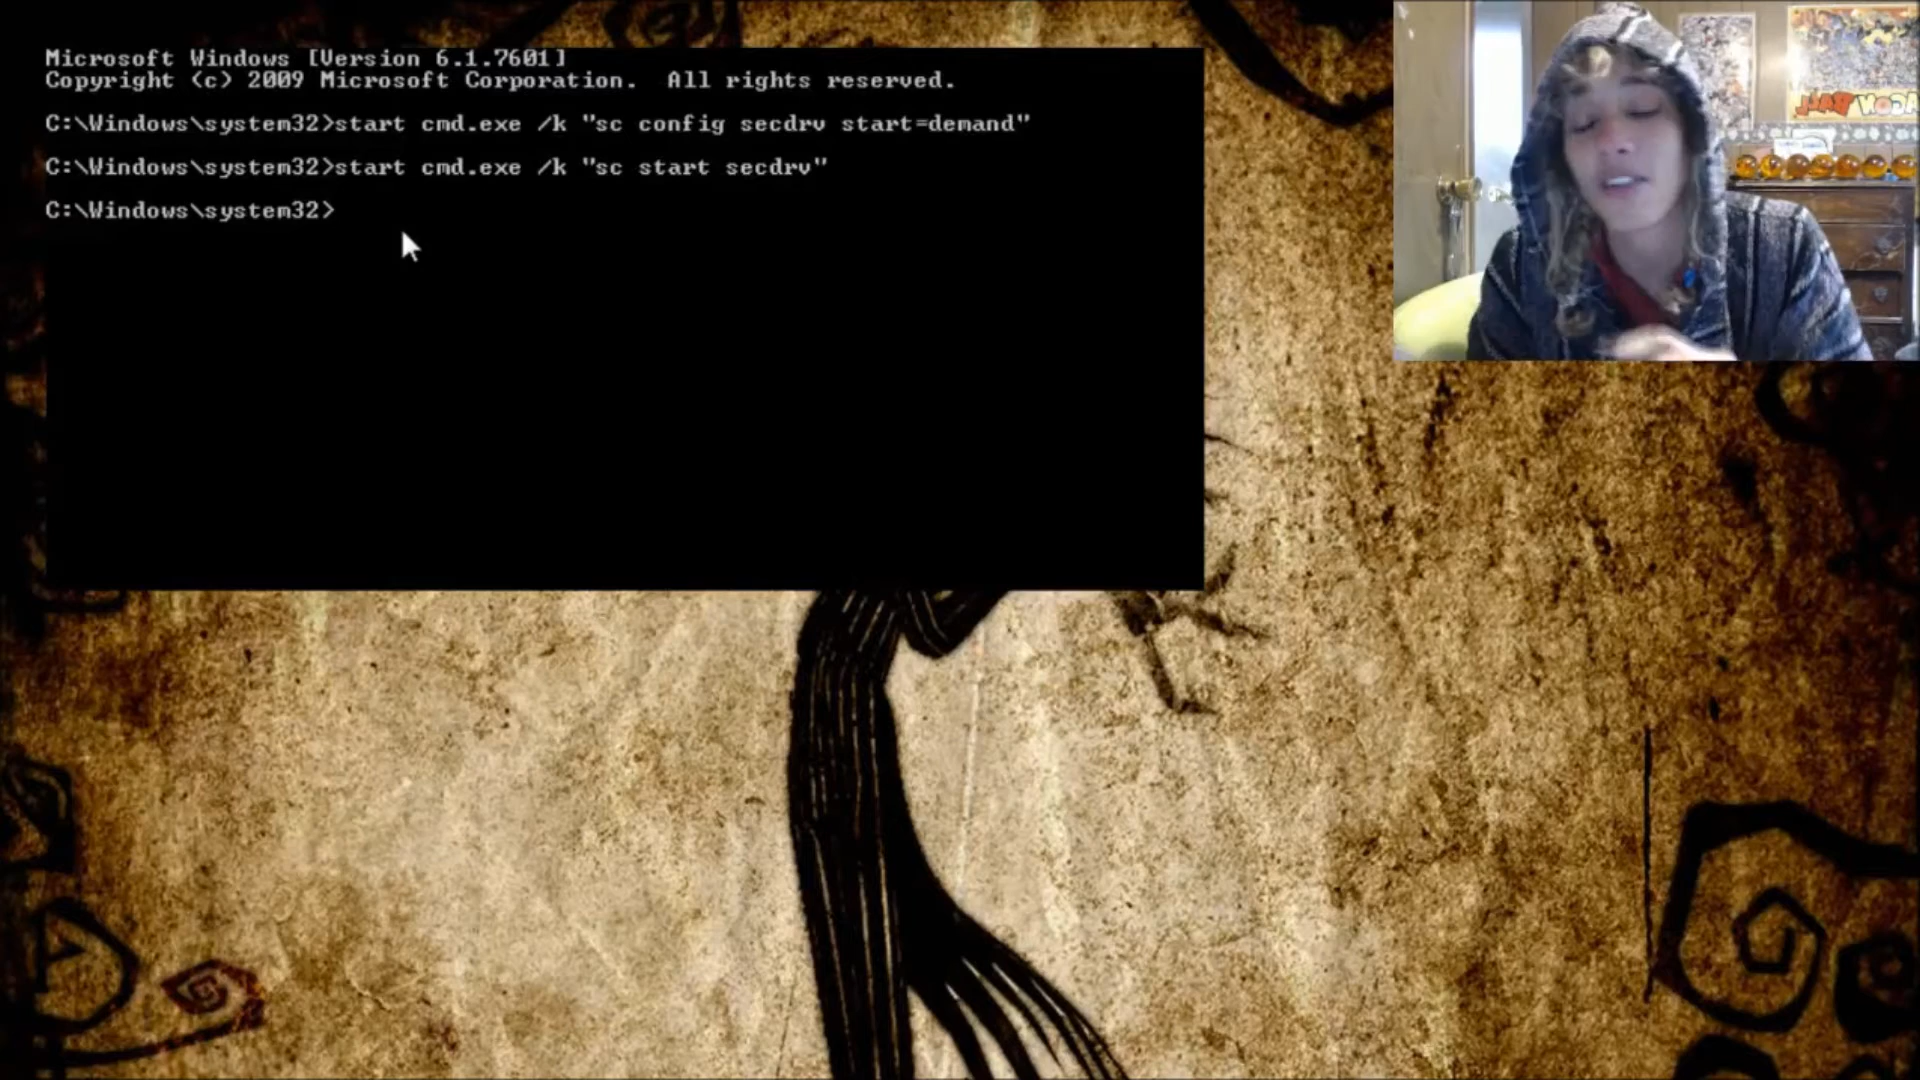 Microsoft Windows [Version 6.1.7601]
Copyright (c) 2009 Microsoft Corporation.  All rights reserved.
C:\Windows\system32>start cmd.exe /k "sc config secdrv start=demand"
C:\Windows\system32>start cmd.exe /k "sc start secdrv"
C:\Windows\system32>